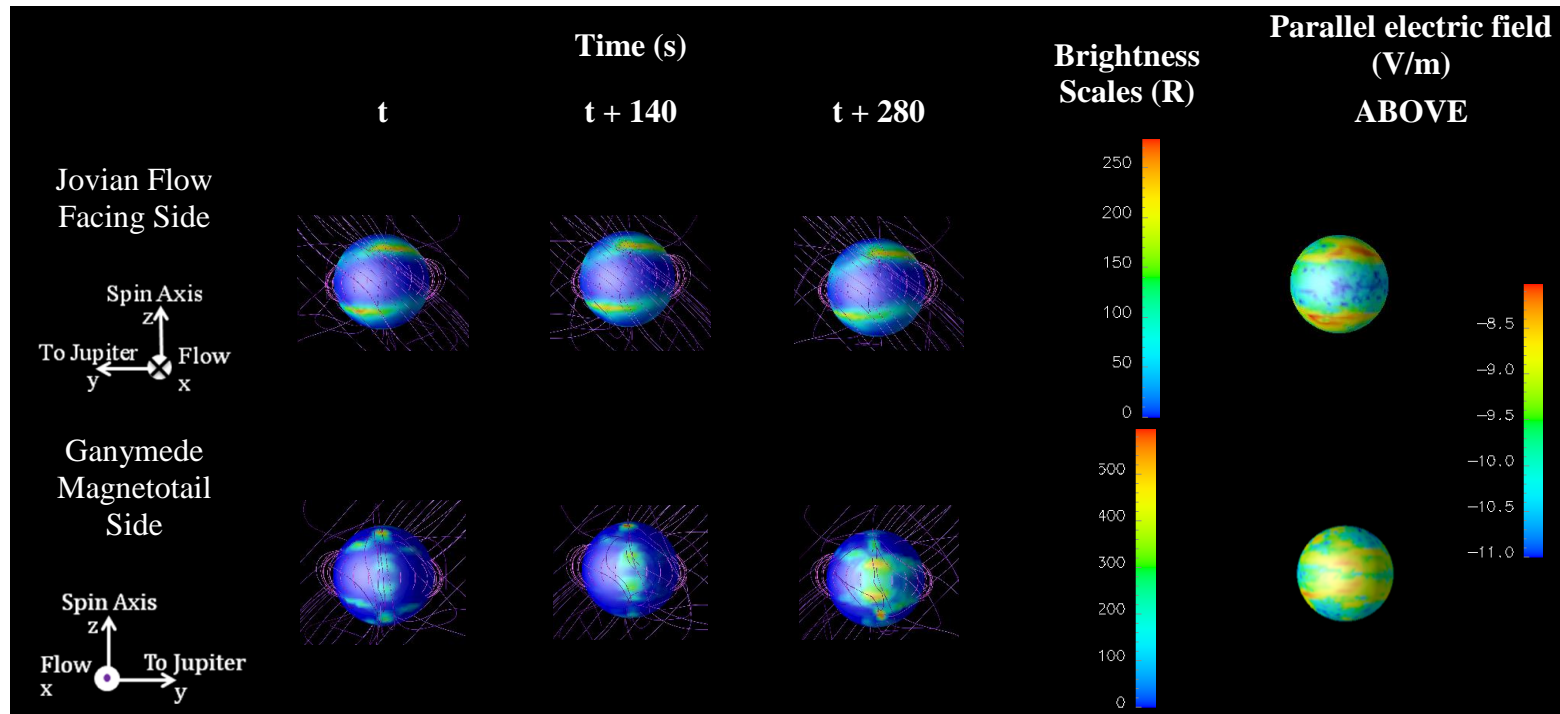 Time (s)
t
t + 140
t + 280
Brightness
Scales (R)
Parallel electric field
(V/m)
ABOVE
Jovian Flow
Facing Side
Spin Axis
z
To Jupiter
Flow
y
x
250
200
150
100
50
0
Ganymede
Magnetotail
Side
Spin Axis
z
Flow
To Jupiter
x
y
500
400
300
200
100
0
−8.5
−9.0
−9.5
−10.0
−10.5
−11.0